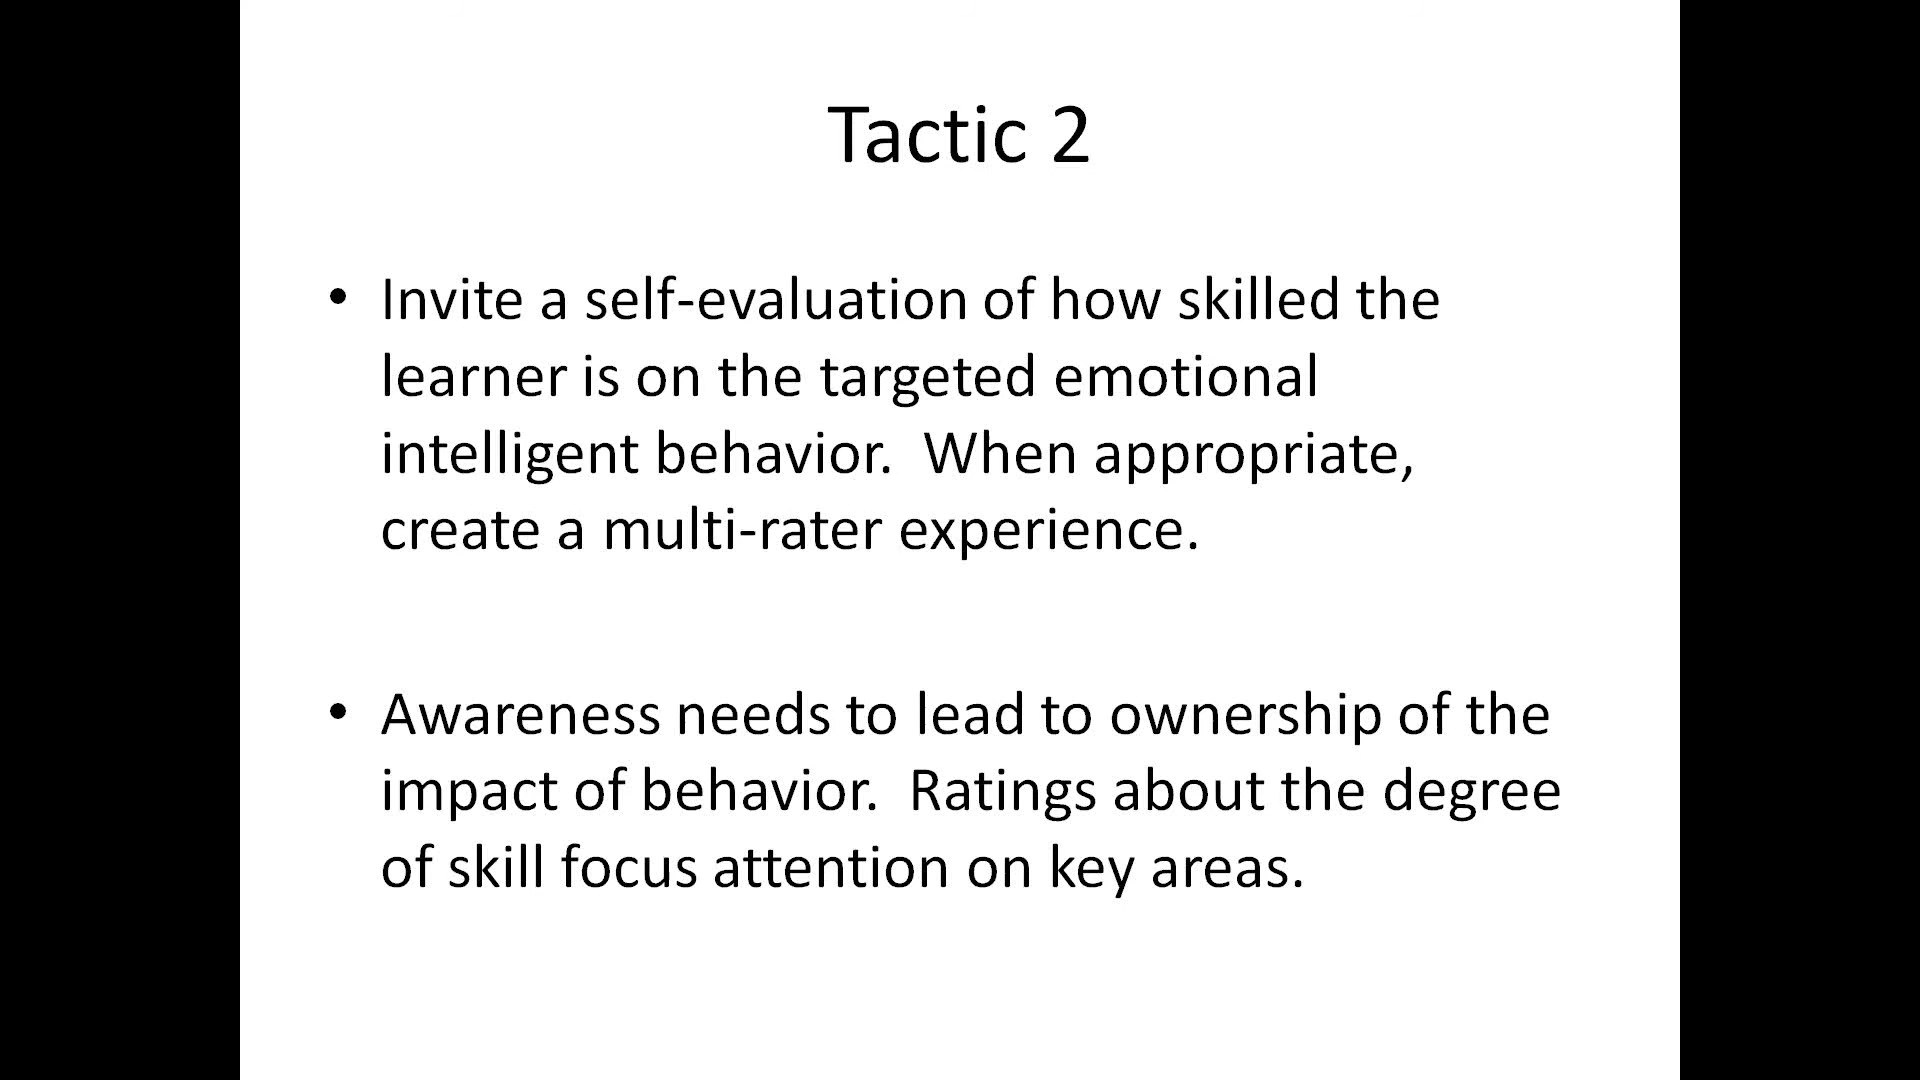 Tactic 2
• Invite a self-evaluation of how skilled the
learner is on the targeted emotional
intelligent behavior.  When appropriate,
create a multi-rater experience.
• Awareness needs to lead to ownership of the
impact of behavior.  Ratings about the degree
of skill focus attention on key areas.